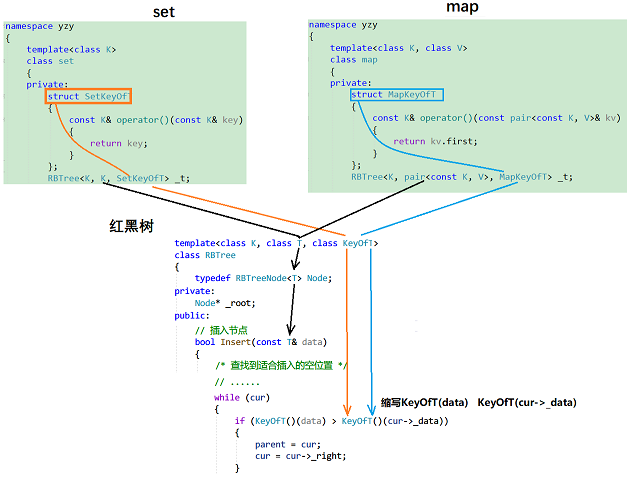 set
namespace yzy
{
template<class K>
class set
{
private:
struct SetKeyOfT
{
const K& operator()(const K& key)
{
return key;
}
};
RBTree<K, K, SetKeyOfT> _t;
map
namespace yzy
{
template<class K, class V>
class map
{
private:
struct MapKeyOfT
{
const K& operator()(const pair<const K, V>& kv)
{
return kv.first;
}
};
RBTree<K, pair<const K, V>, MapKeyOfT> _t;
红黑树
template<class K, class T, class KeyOfT>
class RBTree
{
typedef RBTreeNode<T> Node;
private:
Node* _root;
public:
// 插入节点
bool Insert(const T& data)
{
/* 查找到适合插入的空位置 */
// ......
while (cur)
{
缩写KeyOfT(data) KeyOfT(cur->_data)
if (KeyOfT()(data) > KeyOfT()(cur->_data))
{
parent = cur;
cur = cur->_right;
}